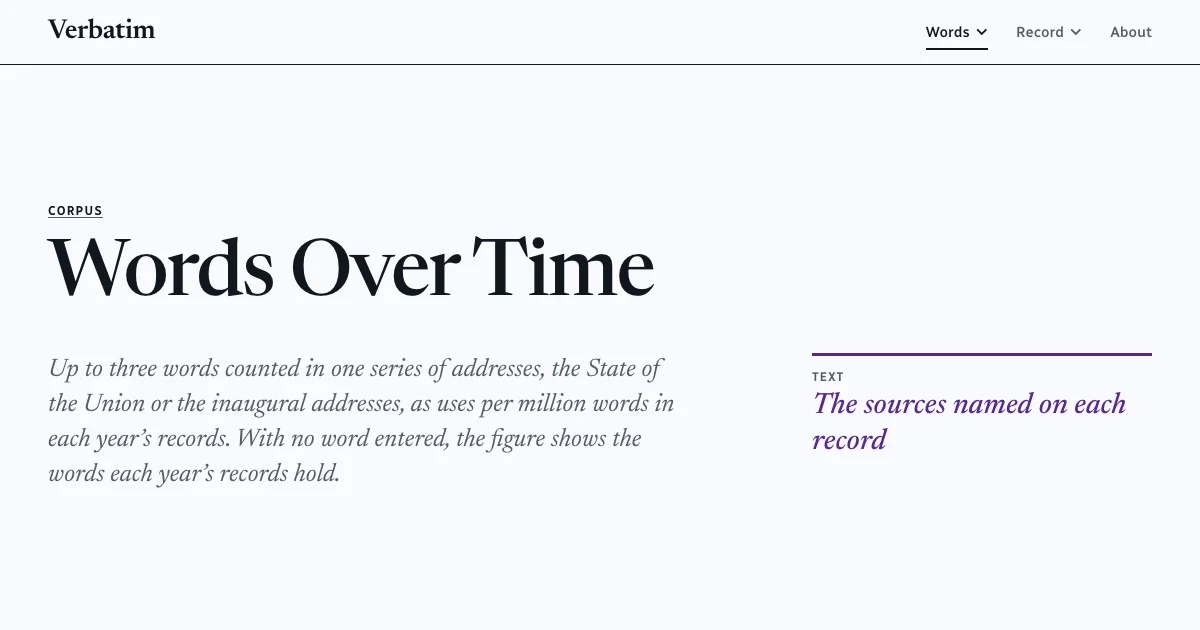 Verbatim
Words
Record
About
CORPUS
Words Over Time
Up to three words counted in one series of addresses, the State of
the Union or the inaugural addresses, as uses per million words in
each year’s records. With no word entered, the figure shows the
words each year’s records hold.
TEXT
The sources named on each
record